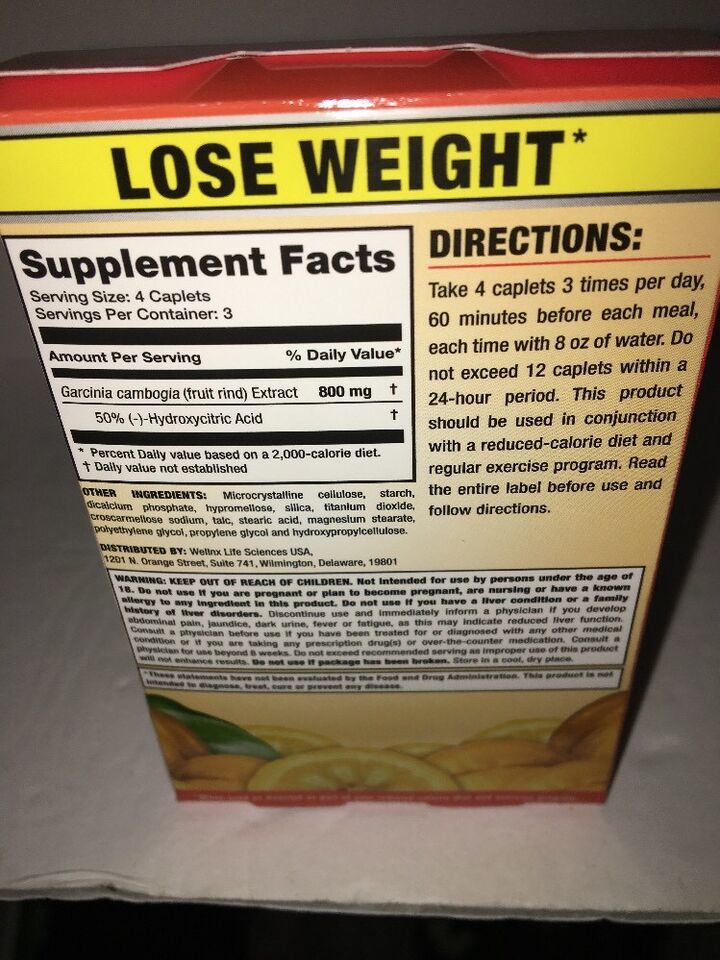 LOSE WEIGHT*
Supplement Facts
Serving Size: 4 Caplets
Servings Per Container: 3
Amount Per Serving % Daily Value*
Garcinia cambogia (fruit rind) Extract 800 mg †
50% (-)-Hydroxycitric Acid †
* Percent Daily value based on a 2,000-calorie diet.
† Daily value not established
OTHER INGREDIENTS: Microcrystalline cellulose, starch,
dicalcium phosphate, hypromellose, silica, titanium dioxide,
croscarmellose sodium, talc, stearic acid, magnesium stearate,
polyethylene glycol, propylene glycol and hydroxypropylcellulose.
DISTRIBUTED BY: Wellnx Life Sciences USA,
1201 N. Orange Street, Suite 741, Wilmington, Delaware, 19801
DIRECTIONS:
Take 4 caplets 3 times per day,
60 minutes before each meal,
each time with 8 oz of water. Do
not exceed 12 caplets within a
24-hour period. This product
should be used in conjunction
with a reduced-calorie diet and
regular exercise program. Read
the entire label before use and
follow directions.
WARNING: KEEP OUT OF REACH OF CHILDREN. Not intended for use by persons under the age of
18. Do not use if you are pregnant or plan to become pregnant, are nursing or have a known
allergy to any ingredient in this product. Do not use if you have a liver condition or a family
history of liver disorders. Discontinue use and immediately inform a physician if you develop
abdominal pain, jaundice, dark urine, fever or fatigue, as this may indicate reduced liver function.
Consult a physician before use if you have been treated for or diagnosed with any other medical
condition or if you are taking any prescription drug(s) or over-the-counter medication. Consult a
physician for use beyond 8 weeks. Do not exceed recommended serving as improper use of this product
will not enhance results. Do not use if package has been broken. Store in a cool, dry place.
*These statements have not been evaluated by the Food and Drug Administration. This product is not
intended to diagnose, treat, cure or prevent any disease.